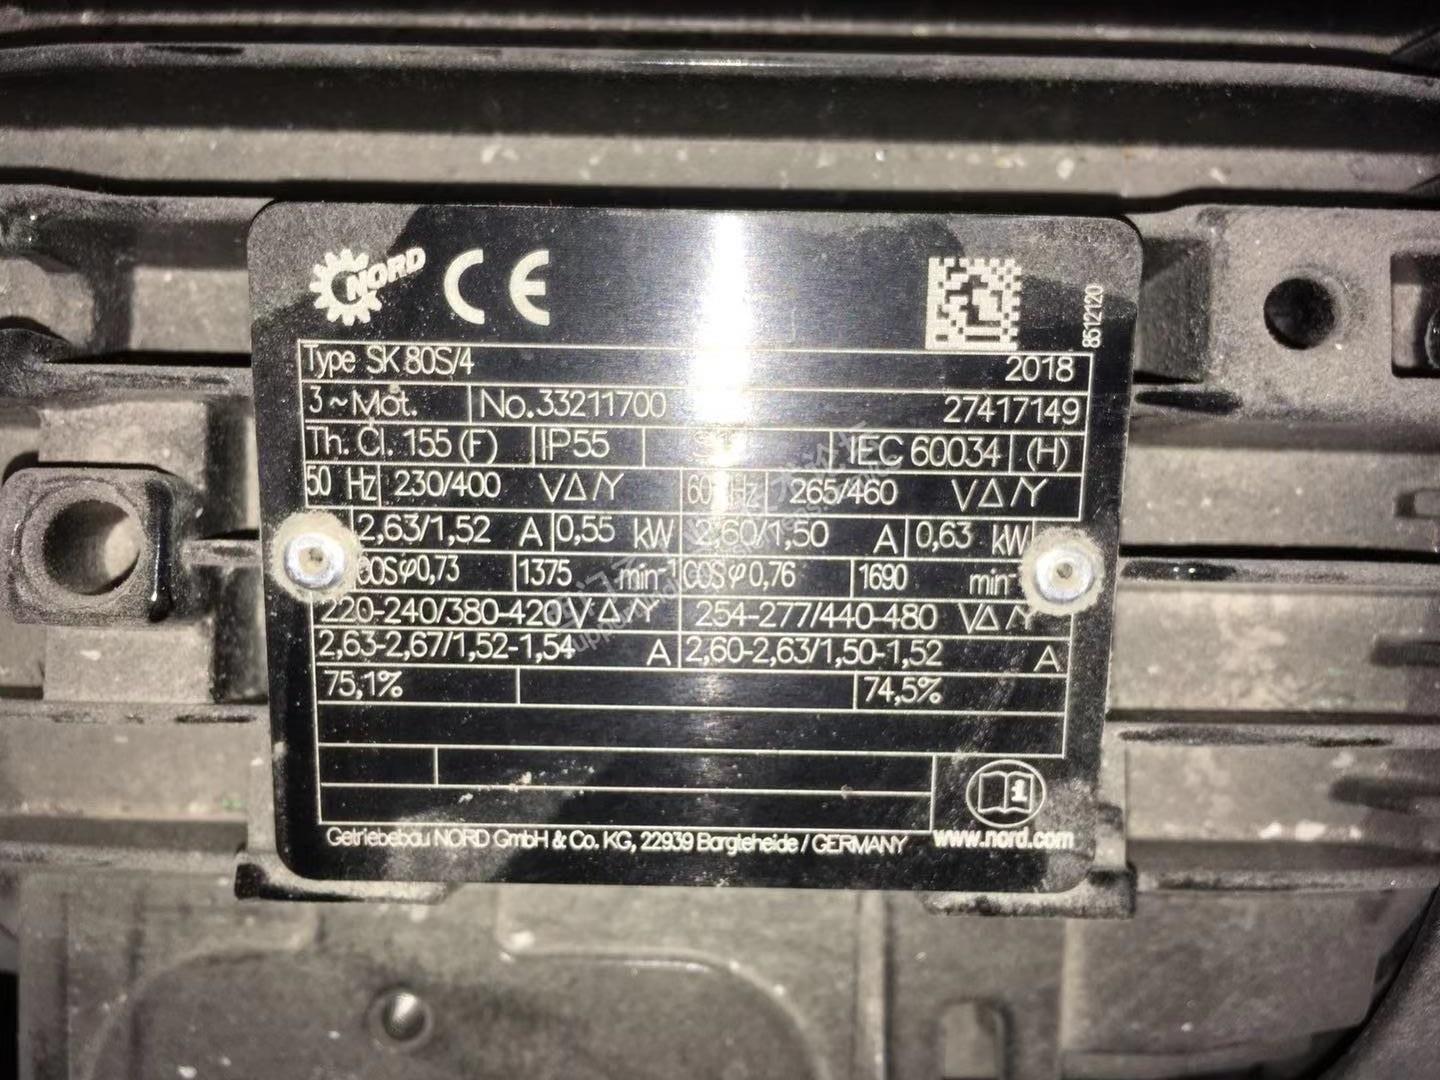 NORD CE
8612120
Type SK 80S/4 2018
3~Mot. No.33211700 27417149
Th. Cl. 155 (F) IP55 IEC 60034 (H)
50 Hz 230/400 VΔ/Y 60 Hz 265/460 VΔ/Y
2,63/1,52 A 0,55 kW 2,60/1,50 A 0,63 kW
COSφ0,73 1375 min-1 COSφ0,76 1690 min-
220-240/380-420 VΔ/Y 254-277/440-480 VΔ/Y
2,63-2,67/1,52-1,54 A 2,60-2,63/1,50-1,52 A
75,1% 74,5%
i
Getriebebau NORD GmbH & Co. KG, 22939 Bargteheide / GERMANY www.nord.com